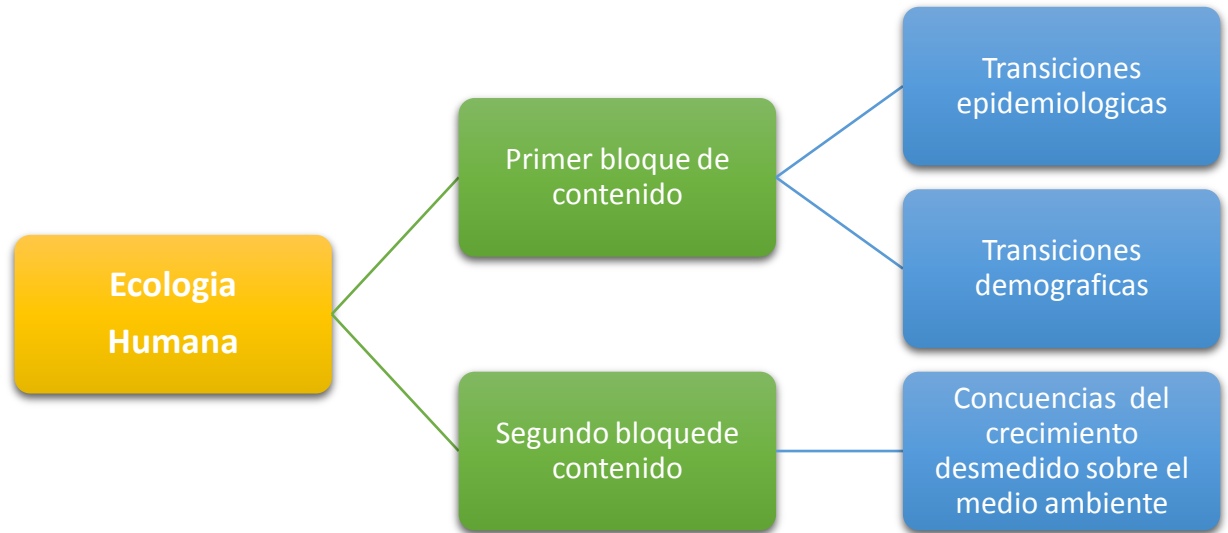 Ecologia
Humana
Primer bloque de
contenido
Transiciones
epidemiologicas
Transiciones
demograficas
Segundo bloquede
contenido
Concuencias del
crecimiento
desmedido sobre el
medio ambiente